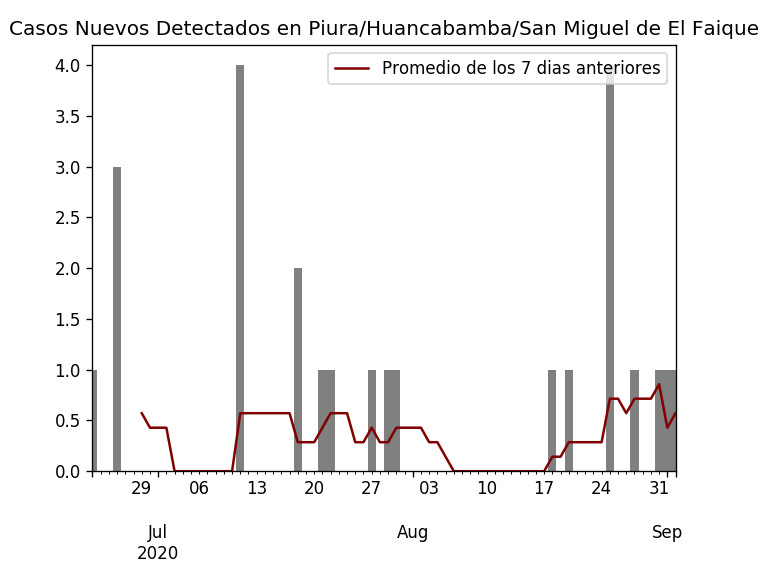 Casos Nuevos Detectados en Piura/Huancabamba/San Miguel de El Faique
Promedio de los 7 dias anteriores
4.0
3.5
3.0
2.5
2.0
1.5
1.0
0.5
0.0
29 06 13 20 27 03 10 17 24 31
Jul Aug Sep
2020